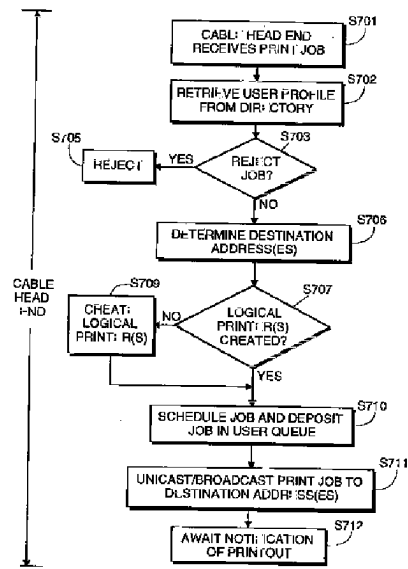 S701
CABLE HEAD END
RECEIVES PRINT JOB
S702
RETRIEVE USER PROFILE
FROM DIRECTORY
S703
S705
REJECT
YES
REJECT
JOB?
NO
S706
DETERMINE DESTINATION
ADDRESS(ES)
CABLE
HEAD
END
S709
S707
CREATE
LOGICAL
PRINTER(S)
NO
LOGICAL
PRINTER(S)
CREATED?
YES
S710
SCHEDULE JOB AND DEPOSIT
JOB IN USER QUEUE
S711
UNICAST/BROADCAST PRINT JOB TO
DESTINATION ADDRESS(ES)
S712
AWAIT NOTIFICATION
OF PRINTOUT